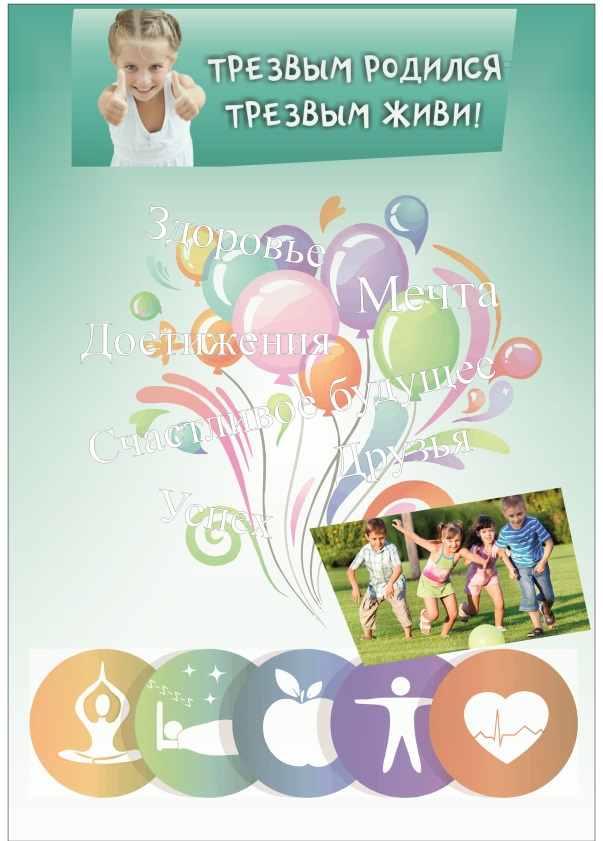 ТРЕЗВЫМ РОДИЛСЯ
ТРЕЗВЫМ ЖИВИ!
Здоровье
Мечта
Достижения
Счастливое будущее
Друзья
Успех